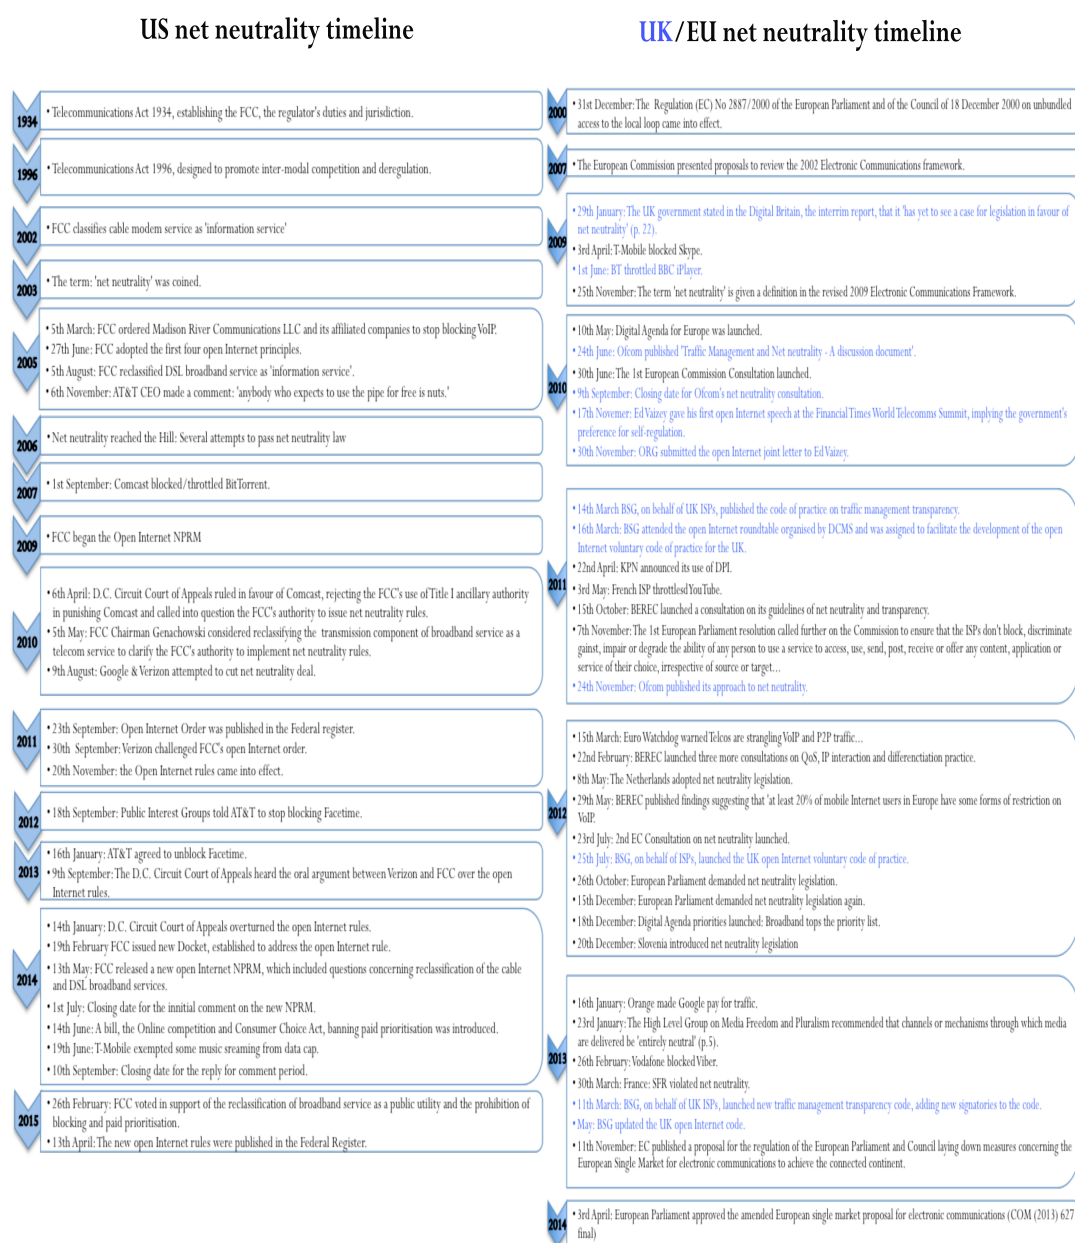 US net neutrality timeline
1934
• Telecommunications Act 1934, establishing the FCC, the regulator's duties and jurisdiction.
1996
• Telecommunications Act 1996, designed to promote inter-modal competition and deregulation.
2002
• FCC classifies cable modem service as 'information service'
2003
• The term: 'net neutrality' was coined.
2005
• 5th March: FCC ordered Madison River Communications LLC and its affiliated companies to stop blocking VoIP.
• 27th June: FCC adopted the first four open Internet principles.
• 5th August: FCC reclassified DSL broadband service as 'information service'.
• 6th November: AT&T CEO made a comment: 'anybody who expects to use the pipe for free is nuts.'
2006
• Net neutrality reached the Hill: Several attempts to pass net neutrality law
2007
• 1st September: Comcast blocked/throttled BitTorrent.
2009
• FCC began the Open Internet NPRM
2010
• 6th April: D.C. Circuit Court of Appeals ruled in favour of Comcast, rejecting the FCC's use of Title I ancillary authority
in punishing Comcast and called into question the FCC's authority to issue net neutrality rules.
• 5th May: FCC Chairman Genachowski considered reclassifying the transmission component of broadband service as a
telecom service to clarify the FCC's authority to implement net neutrality rules.
• 9th August: Google & Verizon attempted to cut net neutrality deal.
2011
• 23th September: Open Internet Order was published in the Federal register.
• 30th September: Verizon challenged FCC's open Internet order.
• 20th November: the Open Internet rules came into effect.
2012
• 18th September: Public Interest Groups told AT&T to stop blocking Facetime.
2013
• 16th January: AT&T agreed to unblock Facetime.
• 9th September: The D.C. Circuit Court of Appeals heard the oral argument between Verizon and FCC over the open
Internet rules.
2014
• 14th January: D.C. Circuit Court of Appeals overturned the open Internet rules.
• 19th February FCC issued new Docket, established to address the open Internet rule.
• 13th May: FCC released a new open Internet NPRM, which included questions concerning reclassification of the cable
and DSL broadband services.
• 1st July: Closing date for the innitial comment on the new NPRM.
• 14th June: A bill, the Online competition and Consumer Choice Act, banning paid prioritisation was introduced.
• 19th June: T-Mobile exempted some music sreaming from data cap.
• 10th September: Closing date for the reply for comment period.
2015
• 26th February: FCC voted in support of the reclassification of broadband service as a public utility and the prohibition of
blocking and paid prioritisation.
• 13th April: The new open Internet rules were published in the Federal Register.
UK/EU net neutrality timeline
2000
• 31st December: The Regulation (EC) No 2887/2000 of the European Parliament and of the Council of 18 December 2000 on unbundled
access to the local loop came into effect.
2007
• The European Commission presented proposals to review the 2002 Electronic Communications framework.
2009
• 29th January: The UK government stated in the Digital Britain, the interrim report, that it 'has yet to see a case for legislation in favour of
net neutrality' (p. 22).
• 3rd April: T-Mobile blocked Skype.
• 1st June: BT throttled BBC iPlayer.
• 25th November: The term 'net neutrality' is given a definition in the revised 2009 Electronic Communications Framework.
2010
• 10th May: Digital Agenda for Europe was launched.
• 24th June: Ofcom published 'Traffic Management and Net neutrality - A discussion document'.
• 30th June: The 1st European Commission Consultation launched.
• 9th September: Closing date for Ofcom's net neutrality consultation.
• 17th Novemer: Ed Vaizey gave his first open Internet speech at the Financial Times World Telecomms Summit, implying the government's
preference for self-regulation.
• 30th November: ORG submitted the open Internet joint letter to Ed Vaizey.
2011
• 14th March BSG, on behalf of UK ISPs, published the code of practice on traffic management transparency.
• 16th March: BSG attended the open Internet roundtable organised by DCMS and was assigned to facilitate the development of the open
Internet voluntary code of practice for the UK.
• 22nd April: KPN announced its use of DPI.
• 3rd May: French ISP throttled YouTube.
• 15th October: BEREC launched a consultation on its guidelines of net neutrality and transparency.
• 7th November: The 1st European Parliament resolution called further on the Commission to ensure that the ISPs don't block, discriminate
gainst, impair or degrade the ability of any person to use a service to access, use, send, post, receive or offer any content, application or
service of their choice, irrespective of source or target...
• 24th November: Ofcom published its approach to net neutrality.
2012
• 15th March: Euro Watchdog warned Telcos are strangling VoIP and P2P traffic...
• 22nd February: BEREC launched three more consultations on QoS, IP interaction and differenctiation practice.
• 8th May: The Netherlands adopted net neutrality legislation.
• 29th May: BEREC published findings suggesting that 'at least 20% of mobile Internet users in Europe have some forms of restriction on
VoIP.
• 23rd July: 2nd EC Consultation on net neutrality launched.
• 25th July: BSG, on behalf of ISPs, launched the UK open Internet voluntary code of practice.
• 26th October: European Parliament demanded net neutrality legislation.
• 15th December: European Parliament demanded net neutrality legislation again.
• 18th December: Digital Agenda priorities launched: Broadband tops the priority list.
• 20th December: Slovenia introduced net neutrality legislation
2013
• 16th January: Orange made Google pay for traffic.
• 23rd January: The High Level Group on Media Freedom and Pluralism recommended that channels or mechanisms through which media
are delivered be 'entirely neutral' (p.5).
• 26th February: Vodafone blocked Viber.
• 30th March: France: SFR violated net neutrality.
• 11th March: BSG, on behalf of UK ISPs, launched new traffic management transparency code, adding new signatories to the code.
• May: BSG updated the UK open Internet code.
• 11th November: EC published a proposal for the regulation of the European Parliament and Council laying down measures concerning the
European Single Market for electronic communications to achieve the connected continent.
2014
• 3rd April: European Parliament approved the amended European single market proposal for electronic communications (COM (2013) 627
final)